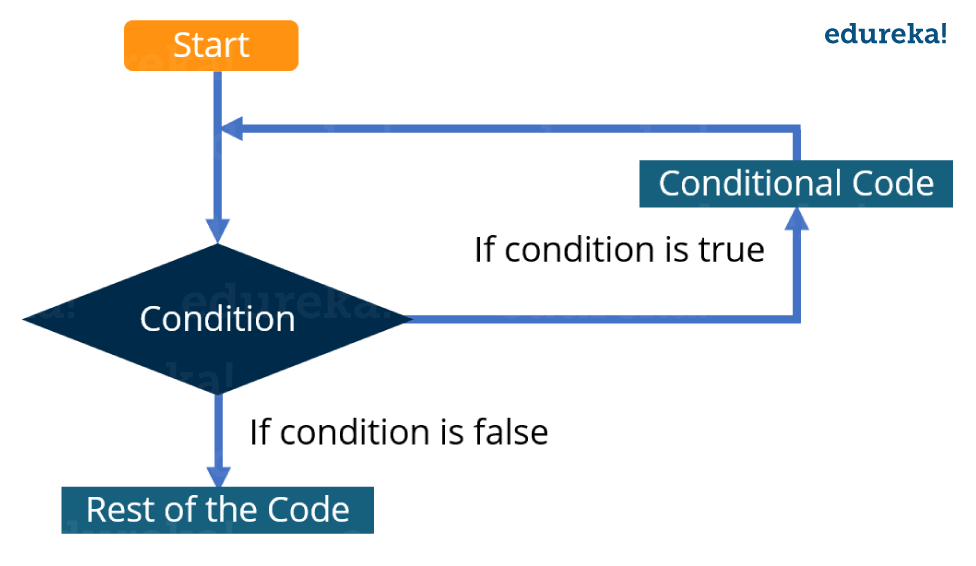 Start
edureka!
Conditional Code
If condition is true
Condition
If condition is false
Rest of the Code